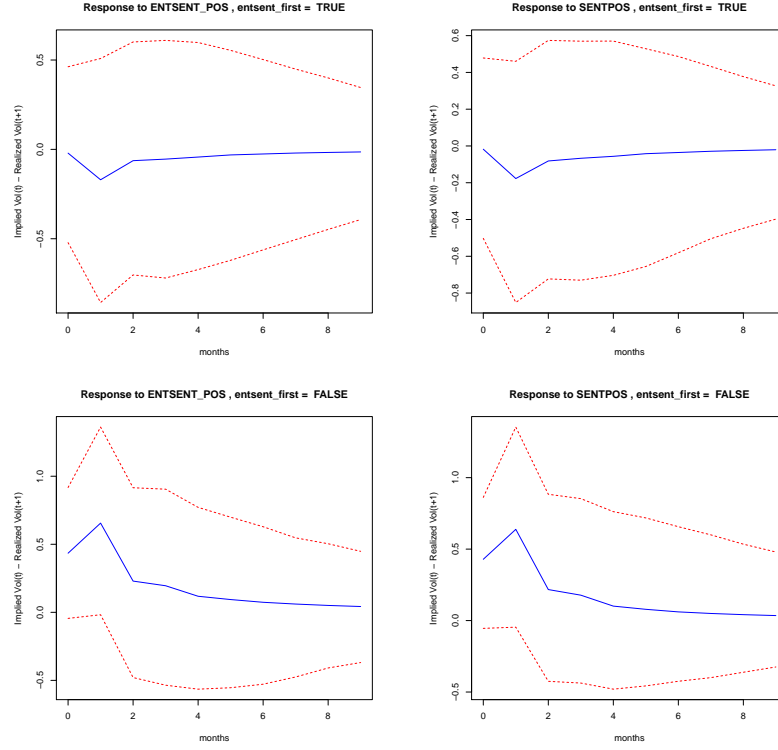 Response to ENTSENT_POS , entsent_first = TRUE
Implied Vol(t) − Realized Vol(t+1)
0.5
0.0
−0.5
0 2 4 6 8
months
Response to SENTPOS , entsent_first = TRUE
Implied Vol(t) − Realized Vol(t+1)
0.6
0.4
0.2
0.0
−0.2
−0.4
−0.6
−0.8
0 2 4 6 8
months
Response to ENTSENT_POS , entsent_first = FALSE
Implied Vol(t) − Realized Vol(t+1)
1.0
0.5
0.0
−0.5
0 2 4 6 8
months
Response to SENTPOS , entsent_first = FALSE
Implied Vol(t) − Realized Vol(t+1)
1.0
0.5
0.0
−0.5
0 2 4 6 8
months